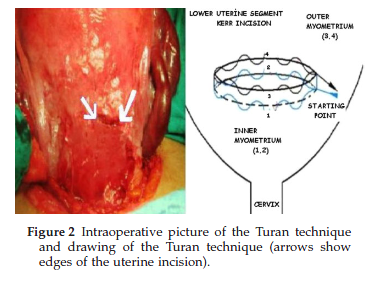 LOWER UTERİNE SEGMENT
KERR INCISION
OUTER
MYOMETRIUM
(3,4)
4
2
3
1
STARTING
POINT
INNER
MYOMETRIUM
(1,2)
CERVIX
Figure 2 Intraoperative picture of the Turan technique
and drawing of the Turan technique (arrows show
edges of the uterine incision).